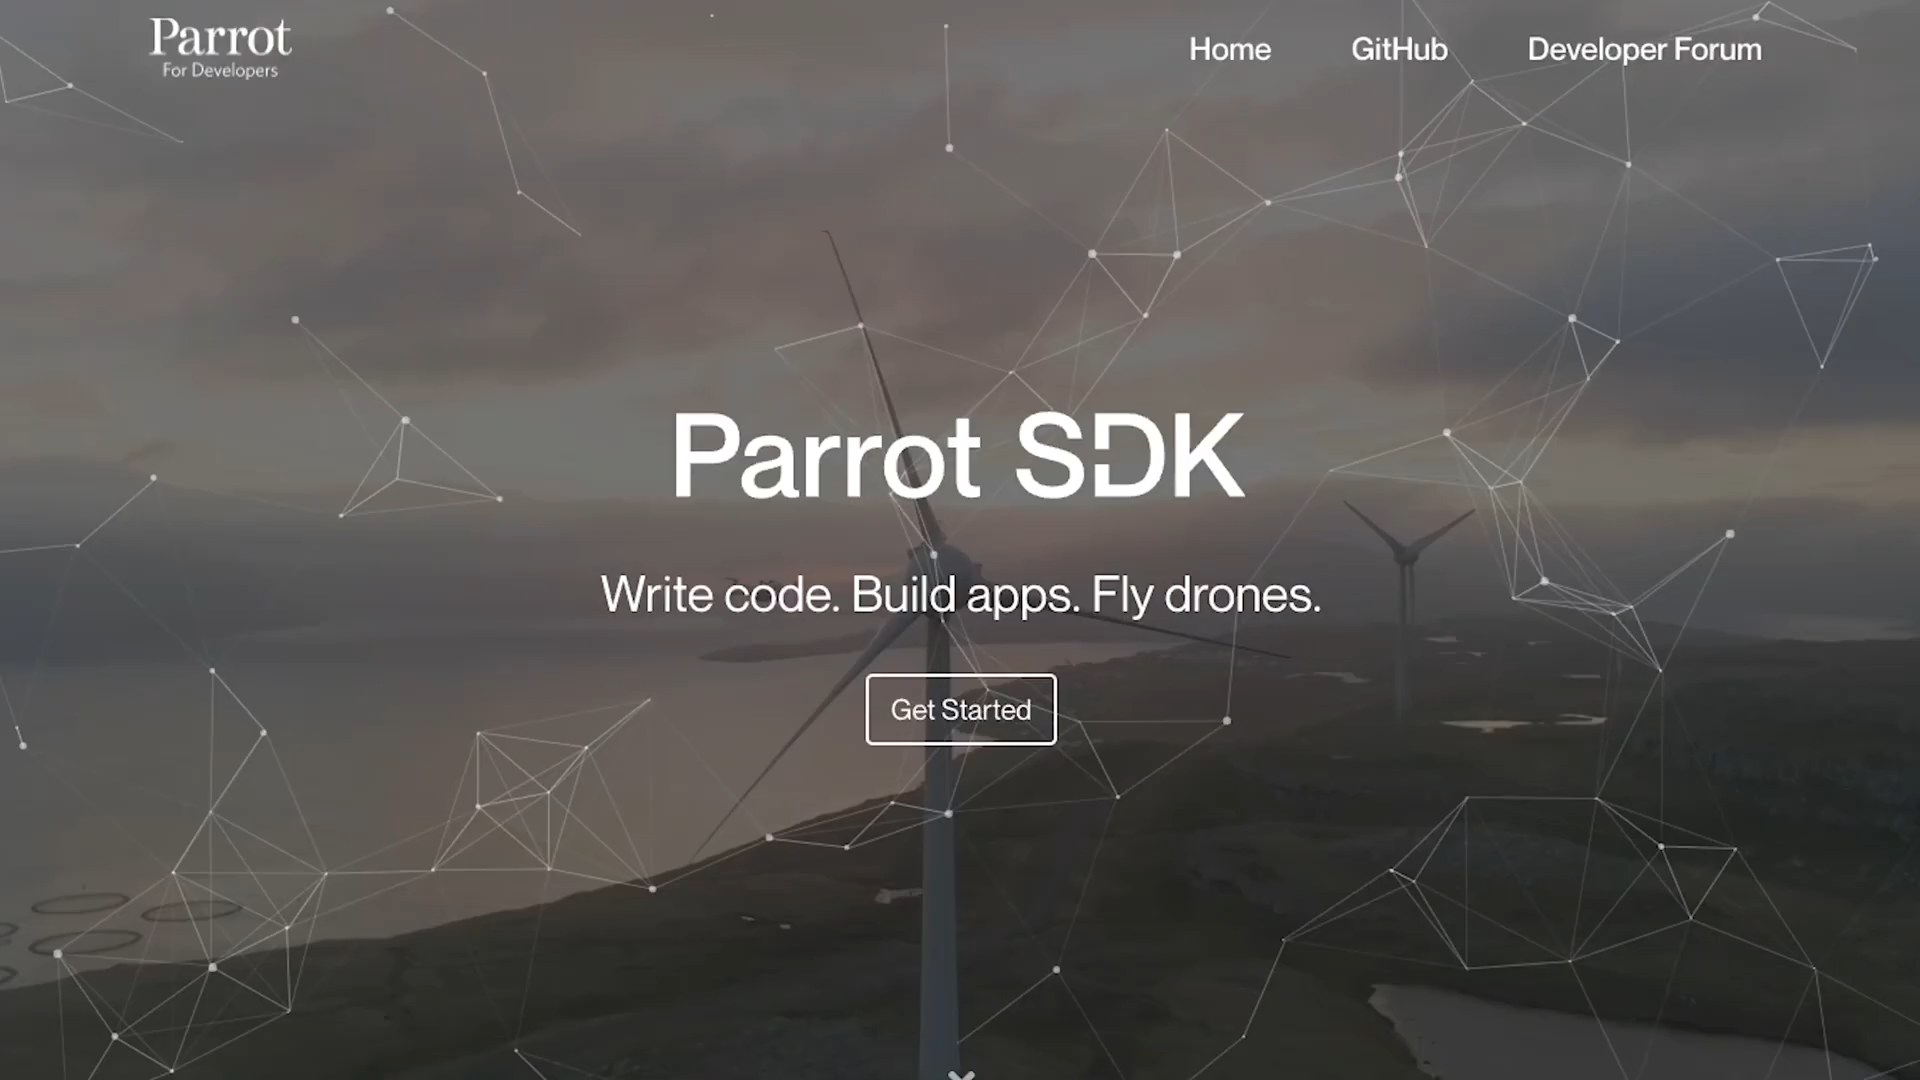 Parrot
For Developers
Home GitHub Developer Forum
Parrot SDK
Write code. Build apps. Fly drones.
Get Started